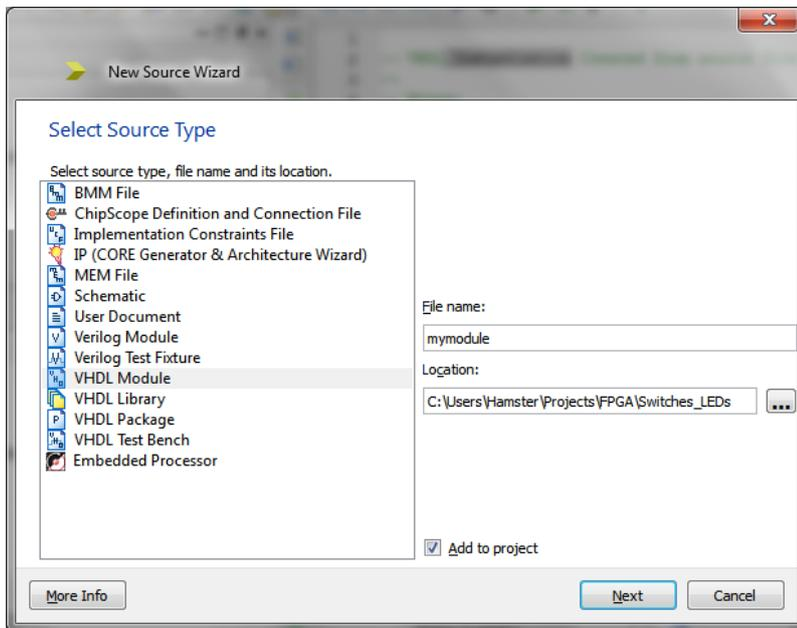 New Source Wizard
Select Source Type
Select source type, file name and its location.
BMM File
ChipScope Definition and Connection File
Implementation Constraints File
IP (CORE Generator & Architecture Wizard)
MEM File
Schematic
User Document
Verilog Module
Verilog Test Fixture
VHDL Module
VHDL Library
VHDL Package
VHDL Test Bench
Embedded Processor
File name:
mymodule
Location:
C:\Users\Hamster\Projects\FPGA\Switches_LEDs
...
Add to project
More Info
Next
Cancel